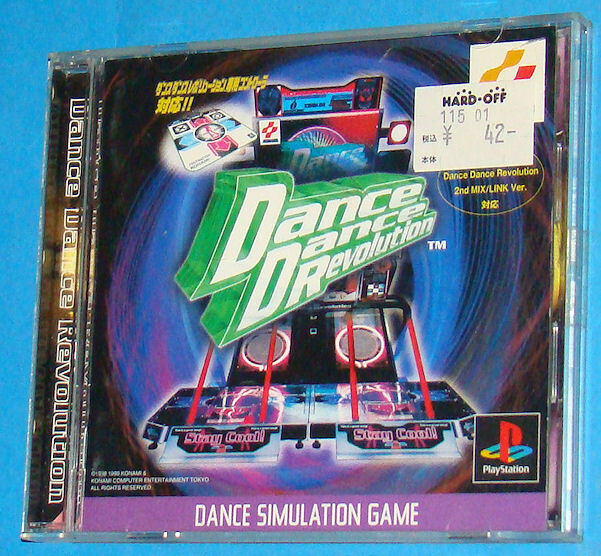 Dance Dance Revolution
ダンスダンスレボリューション専用コントローラ
対応!!
HARD-OFF
115 01
税込
¥ 42-
本体
Dance Dance Revolution
2nd MIX/LINK Ver.
対応
Dance
Dance
Dance
Revolution
TM
Stay Cool!
Stay Cool!
PlayStation
©1998 1999 KONAMI &
KONAMI COMPUTER ENTERTAINMENT TOKYO
ALL RIGHTS RESERVED.
DANCE SIMULATION GAME